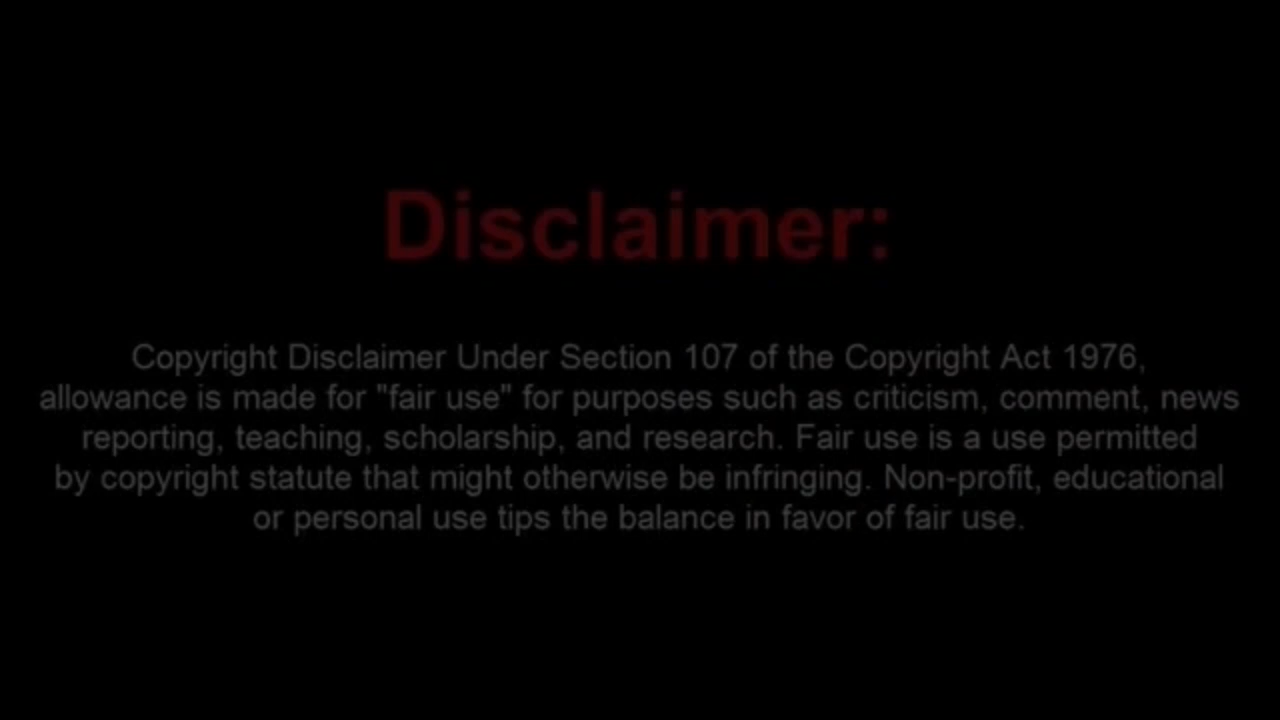 Disclaimer:
Copyright Disclaimer Under Section 107 of the Copyright Act 1976,
allowance is made for "fair use" for purposes such as criticism, comment, news
reporting, teaching, scholarship, and research. Fair use is a use permitted
by copyright statute that might otherwise be infringing. Non-profit, educational
or personal use tips the balance in favor of fair use.